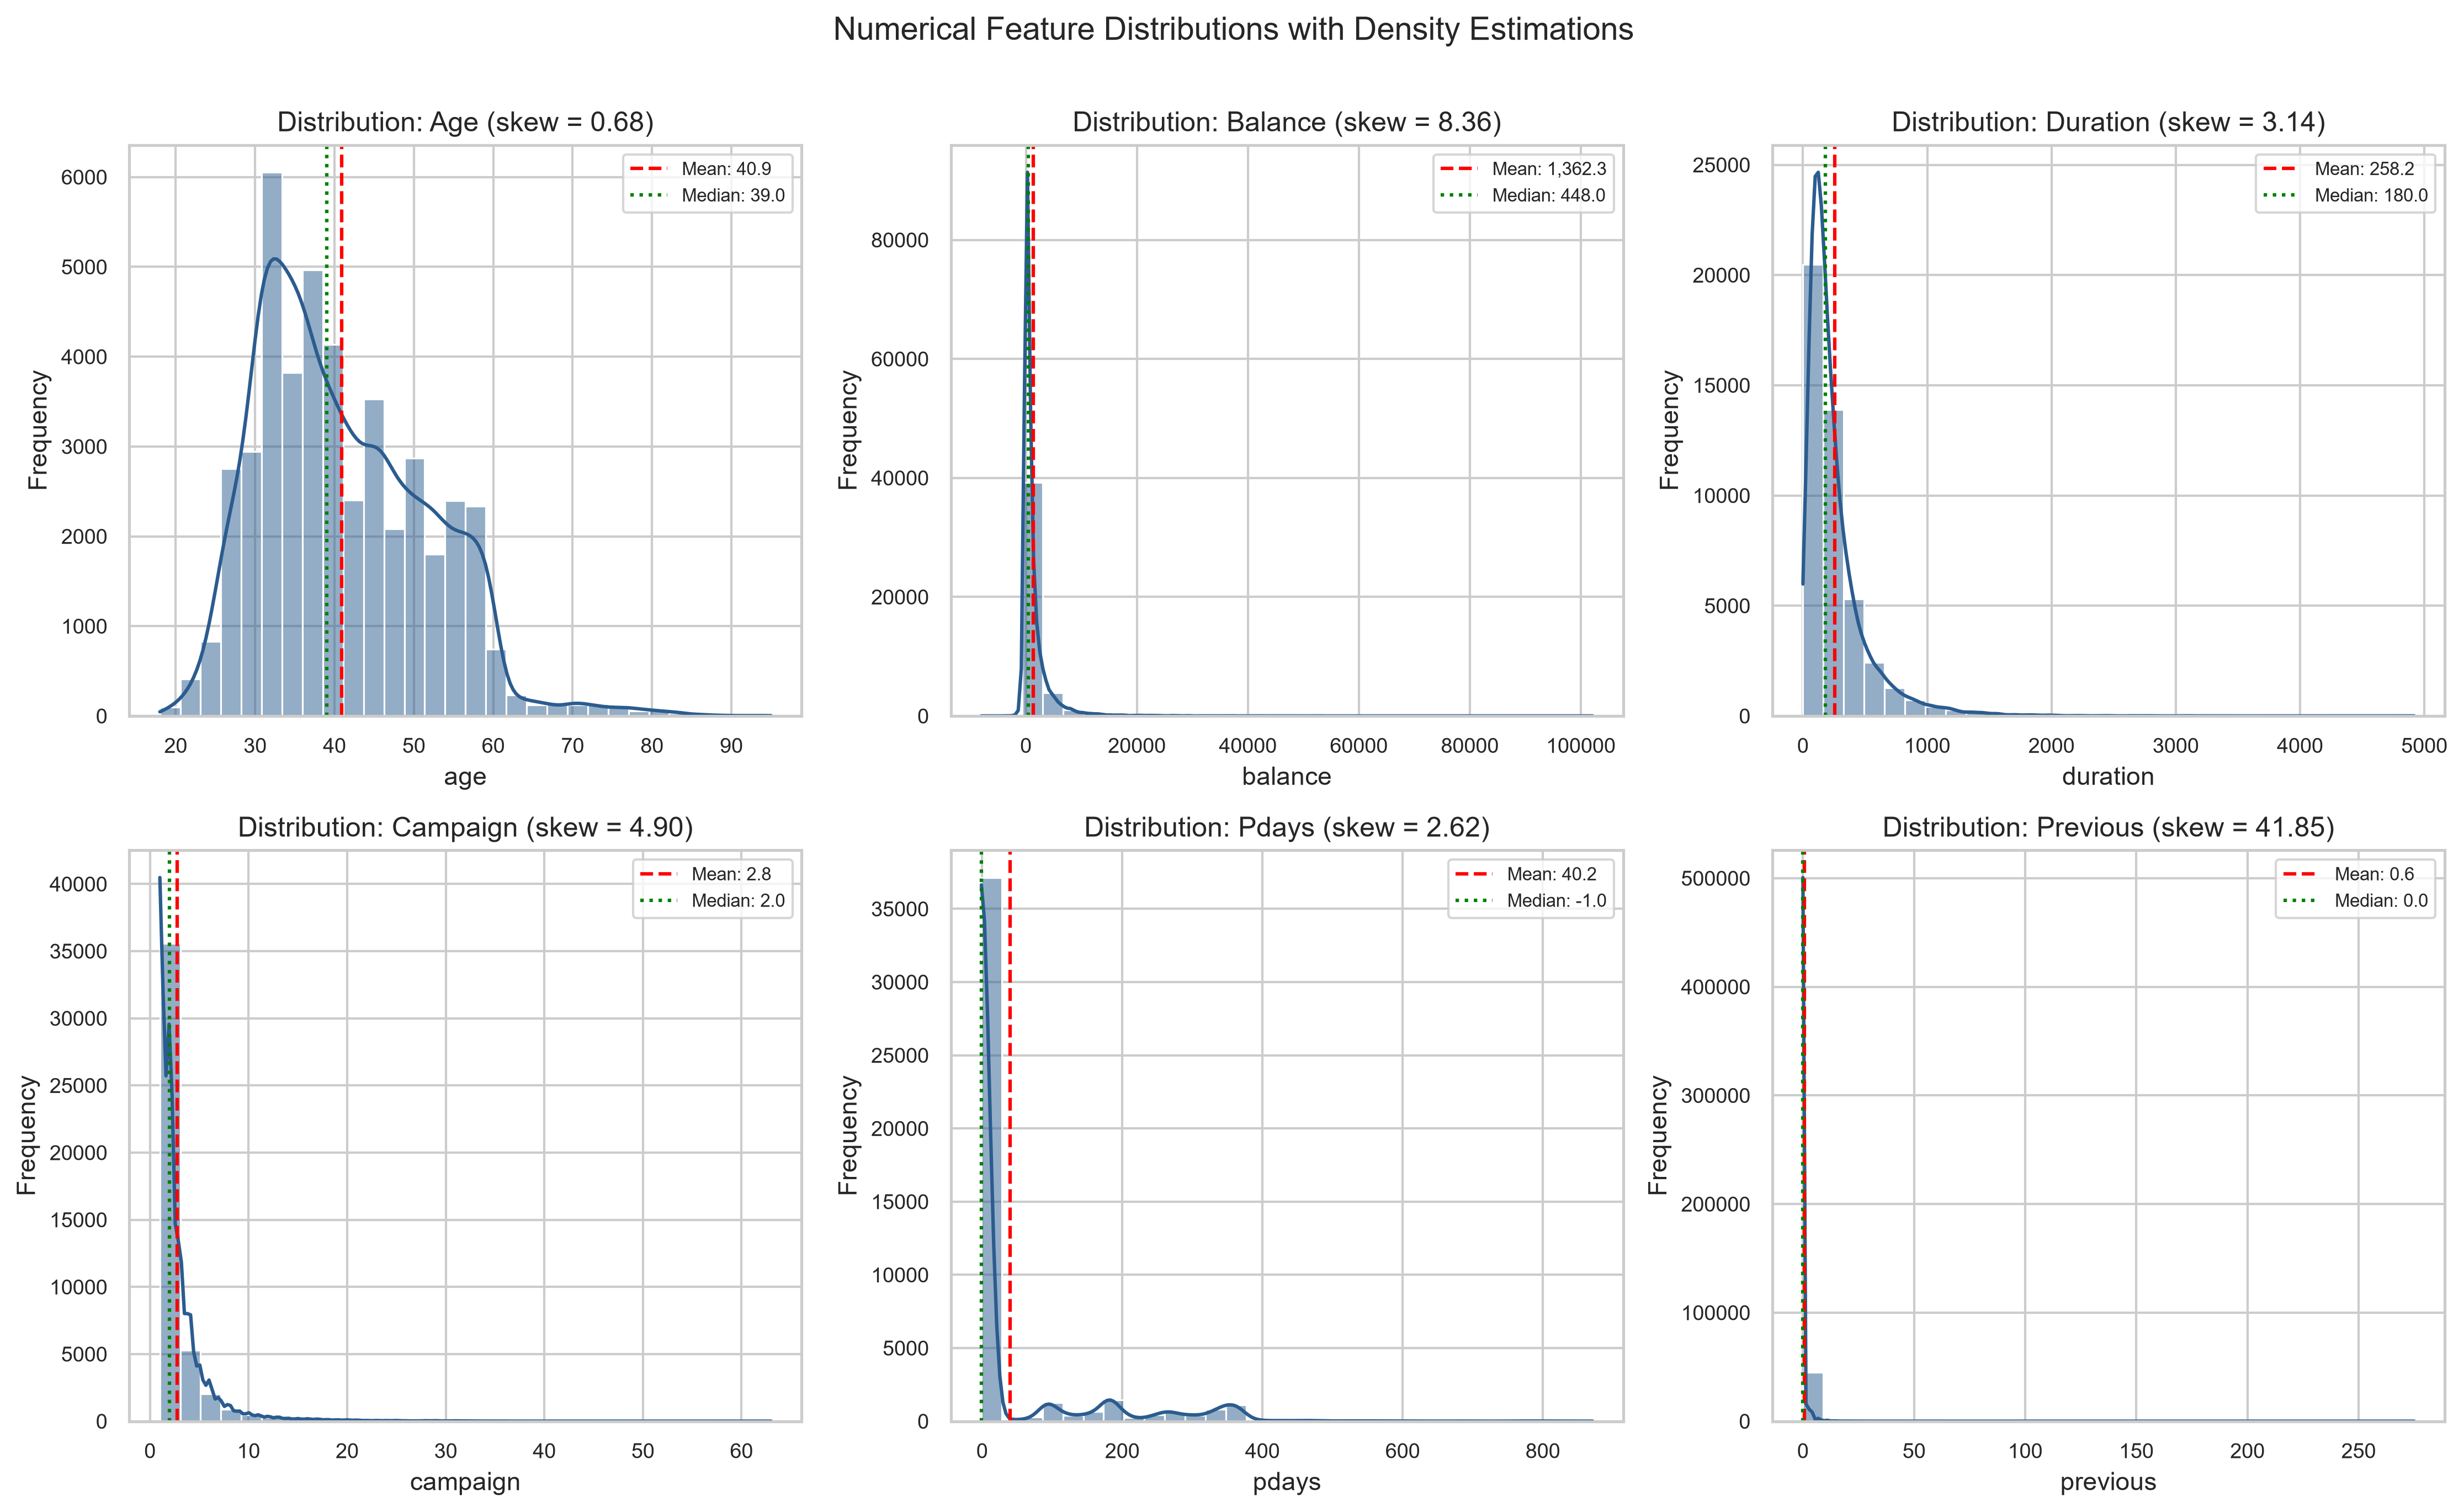 Numerical Feature Distributions with Density Estimations
Distribution: Age (skew = 0.68)
Mean: 40.9
Median: 39.0
Frequency
6000
5000
4000
3000
2000
1000
0
20 30 40 50 60 70 80 90
age
Distribution: Balance (skew = 8.36)
Mean: 1,362.3
Median: 448.0
Frequency
80000
60000
40000
20000
0
0 20000 40000 60000 80000 100000
balance
Distribution: Duration (skew = 3.14)
Mean: 258.2
Median: 180.0
Frequency
25000
20000
15000
10000
5000
0
0 1000 2000 3000 4000 5000
duration
Distribution: Campaign (skew = 4.90)
Mean: 2.8
Median: 2.0
Frequency
40000
35000
30000
25000
20000
15000
10000
5000
0
0 10 20 30 40 50 60
campaign
Distribution: Pdays (skew = 2.62)
Mean: 40.2
Median: -1.0
Frequency
35000
30000
25000
20000
15000
10000
5000
0
0 200 400 600 800
pdays
Distribution: Previous (skew = 41.85)
Mean: 0.6
Median: 0.0
Frequency
500000
400000
300000
200000
100000
0
0 50 100 150 200 250
previous